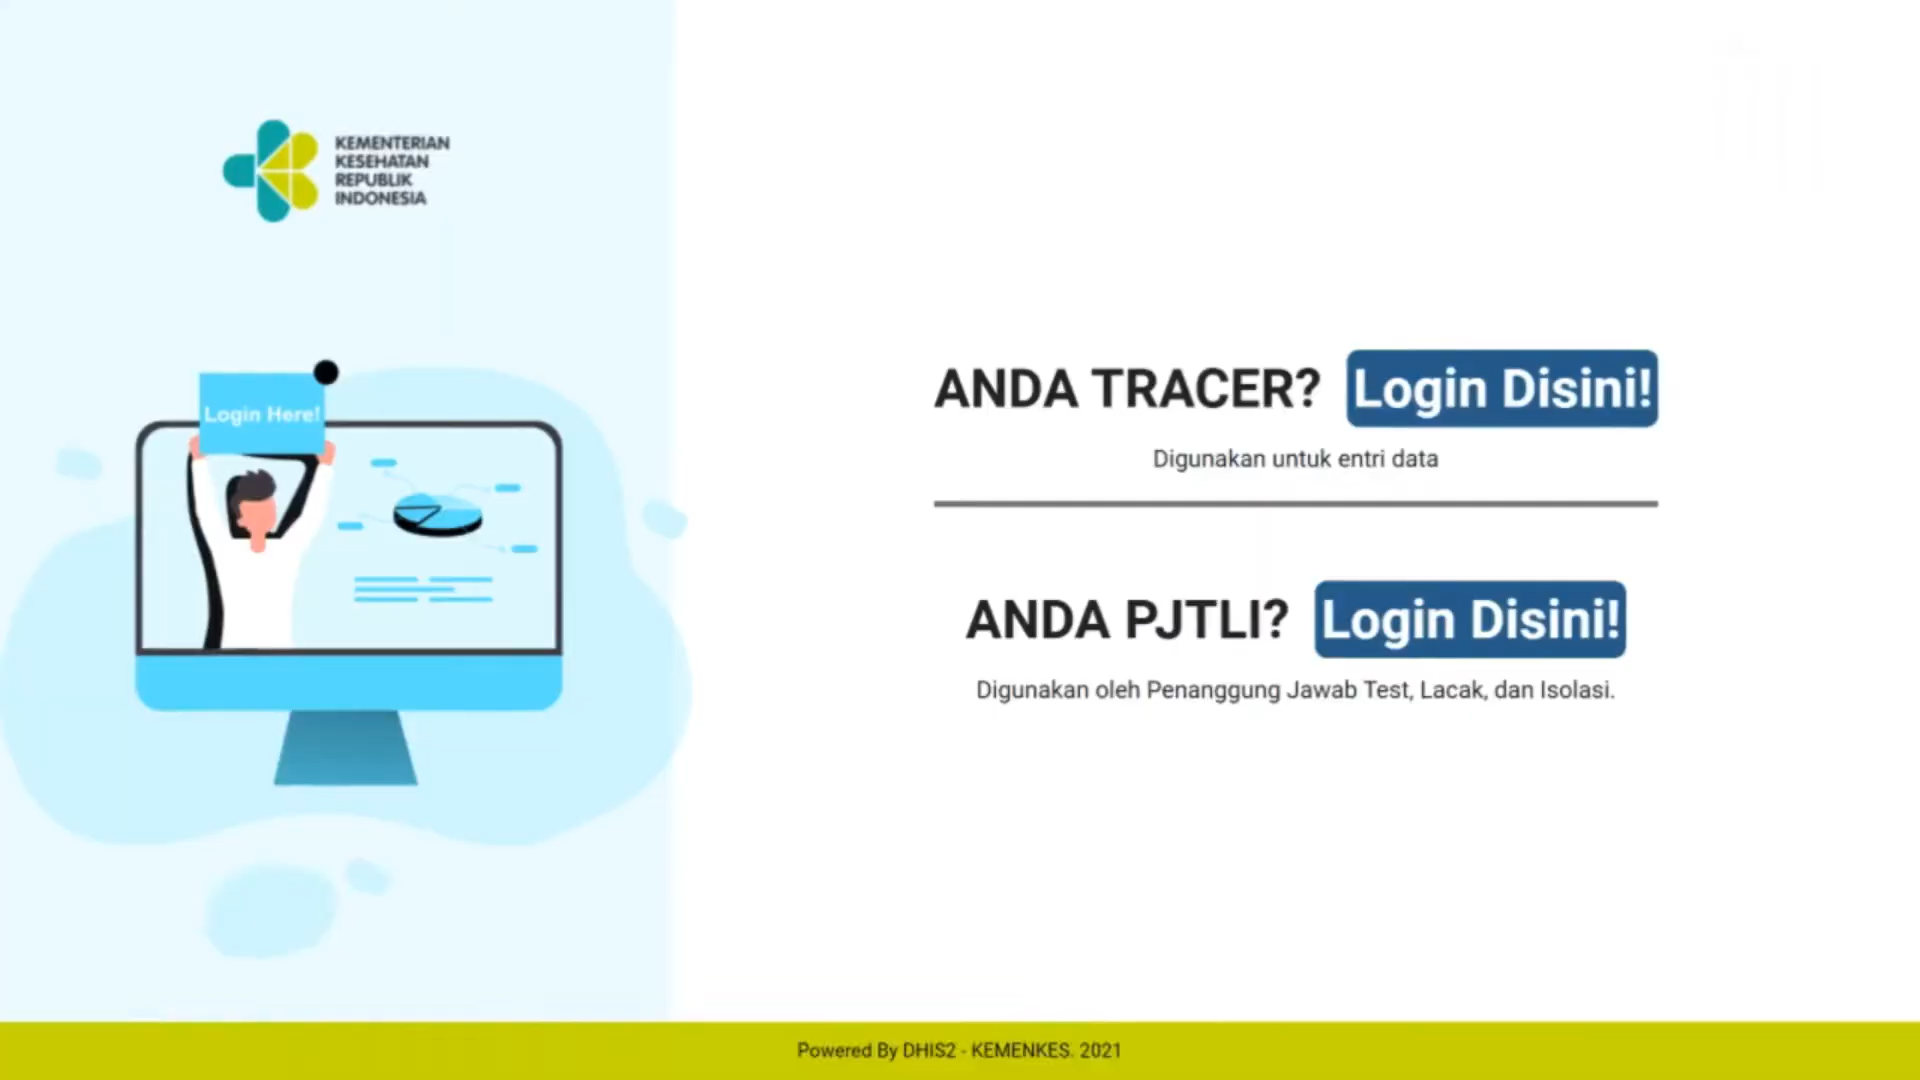 KEMENTERIAN
KESEHATAN
REPUBLIK
INDONESIA
Login Here!
ANDA TRACER? Login Disini!
Digunakan untuk entri data
ANDA PJTLI? Login Disini!
Digunakan oleh Penanggung Jawab Test, Lacak, dan Isolasi.
Powered By DHIS2 - KEMENKES. 2021